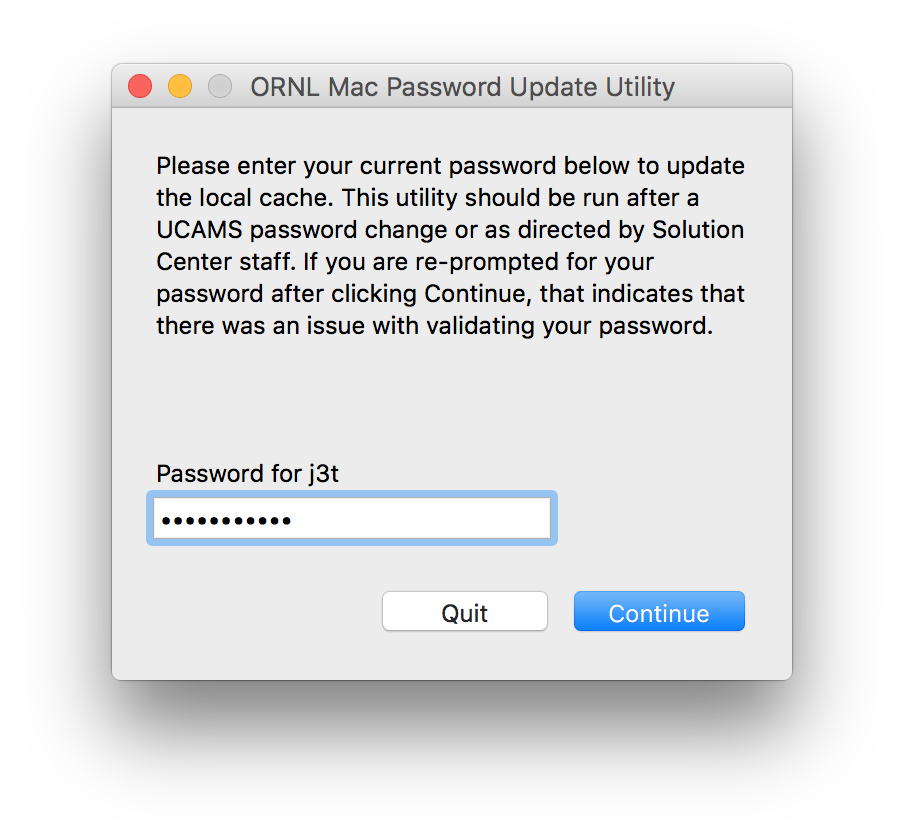 ORNL Mac Password Update Utility
Please enter your current password below to update
the local cache. This utility should be run after a
UCAMS password change or as directed by Solution
Center staff. If you are re-prompted for your
password after clicking Continue, that indicates that
there was an issue with validating your password.
Password for j3t
•••••••••••
Quit
Continue